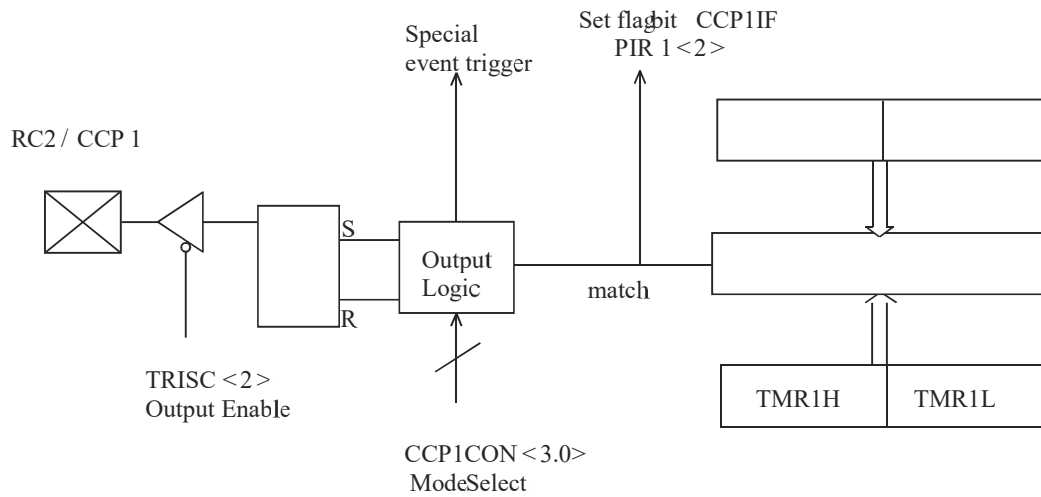 Special
event trigger
Set flagbit CCP1IF
PIR 1 <2>
RC2 / CCP 1
S
R
Output
Logic
match
TRISC <2>
Output Enable
TMR1H
TMR1L
CCP1CON <3.0>
ModeSelect